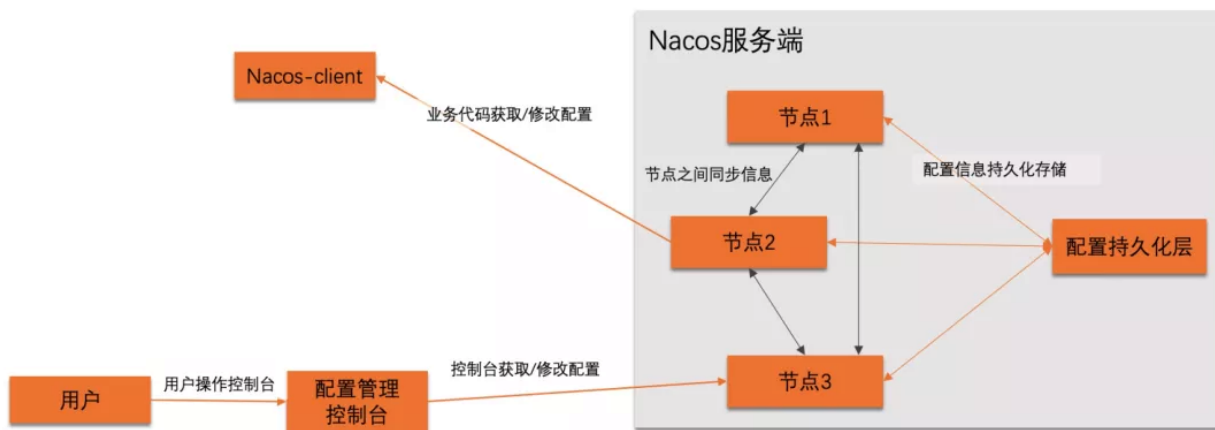 Nacos服务端
Nacos-client
节点1
业务代码获取/修改配置
节点之间同步信息
配置信息持久化存储
节点2
配置持久化层
控制台获取/修改配置
节点3
用户
用户操作控制台
配置管理
控制台